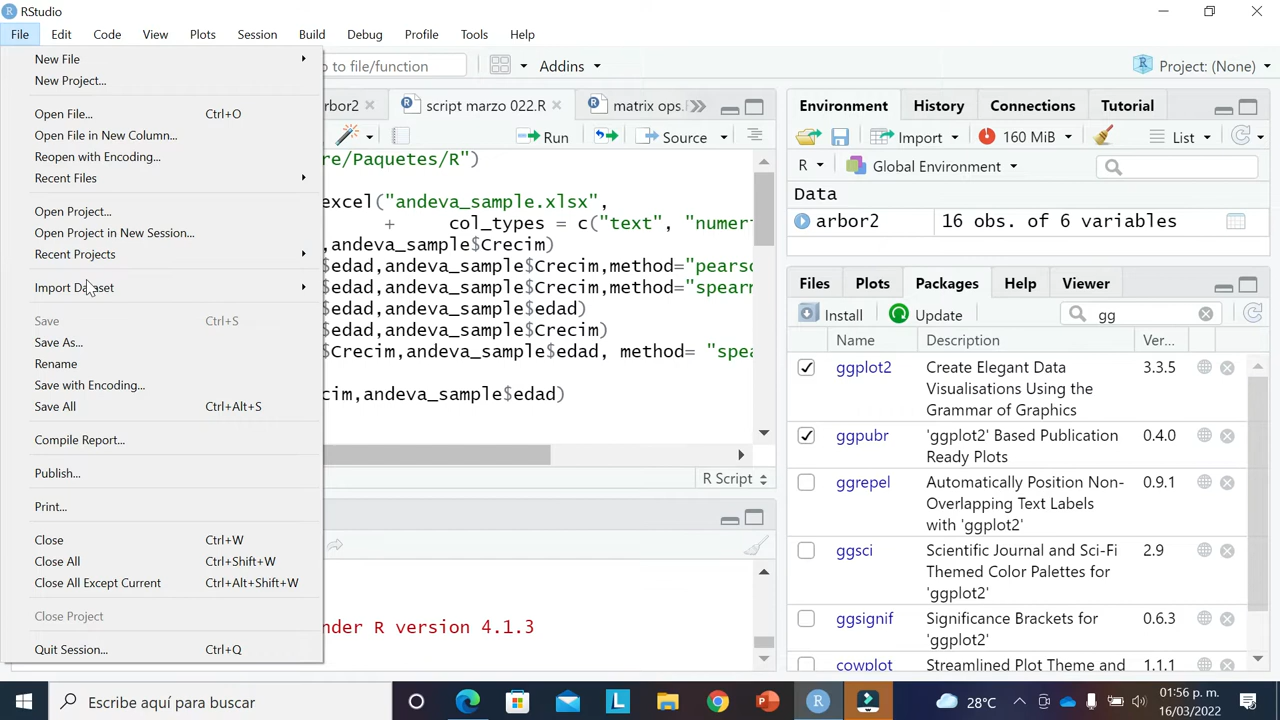 RStudio
File Edit Code View Plots Session Build Debug Profile Tools Help
New File
New Project...
Open File... Ctrl+O
Open File in New Column...
Reopen with Encoding...
Recent Files
Open Project...
Open Project in New Session...
Recent Projects
Import Dataset
Save Ctrl+S
Save As...
Rename
Save with Encoding...
Save All Ctrl+Alt+S
Compile Report...
Publish...
Print...
Close Ctrl+W
Close All Ctrl+Shift+W
Close All Except Current Ctrl+Alt+Shift+W
Close Project
Quit Session... Ctrl+Q
to file/function Addins
Project: (None)
rbor2 script marzo 022.R matrix ops.
Run Source
re/Paquetes/R")
excel("andeva_sample.xlsx",
+ col_types = c("text", "numer
,andeva_sample$Crecim)
$edad,andeva_sample$Crecim,method="pearso
$edad,andeva_sample$Crecim,method="spearm
$edad,andeva_sample$edad)
$edad,andeva_sample$Crecim)
$Crecim,andeva_sample$edad, method= "spea
cim,andeva_sample$edad)
R Script
nder R version 4.1.3
Environment History Connections Tutorial
Import 160 MiB List
R Global Environment
Data
arbor2 16 obs. of 6 variables
Files Plots Packages Help Viewer
Install Update gg
Name Description Ver...
ggplot2 Create Elegant Data 3.3.5
Visualisations Using the
Grammar of Graphics
ggpubr 'ggplot2' Based Publication 0.4.0
Ready Plots
ggrepel Automatically Position Non- 0.9.1
Overlapping Text Labels
with 'ggplot2'
ggsci Scientific Journal and Sci-Fi 2.9
Themed Color Palettes for
'ggplot2'
ggsignif Significance Brackets for 0.6.3
'ggplot2'
cowplot Streamlined Plot Theme and 1.1.1
Escribe aquí para buscar
28°C
01:56 p. m.
16/03/2022